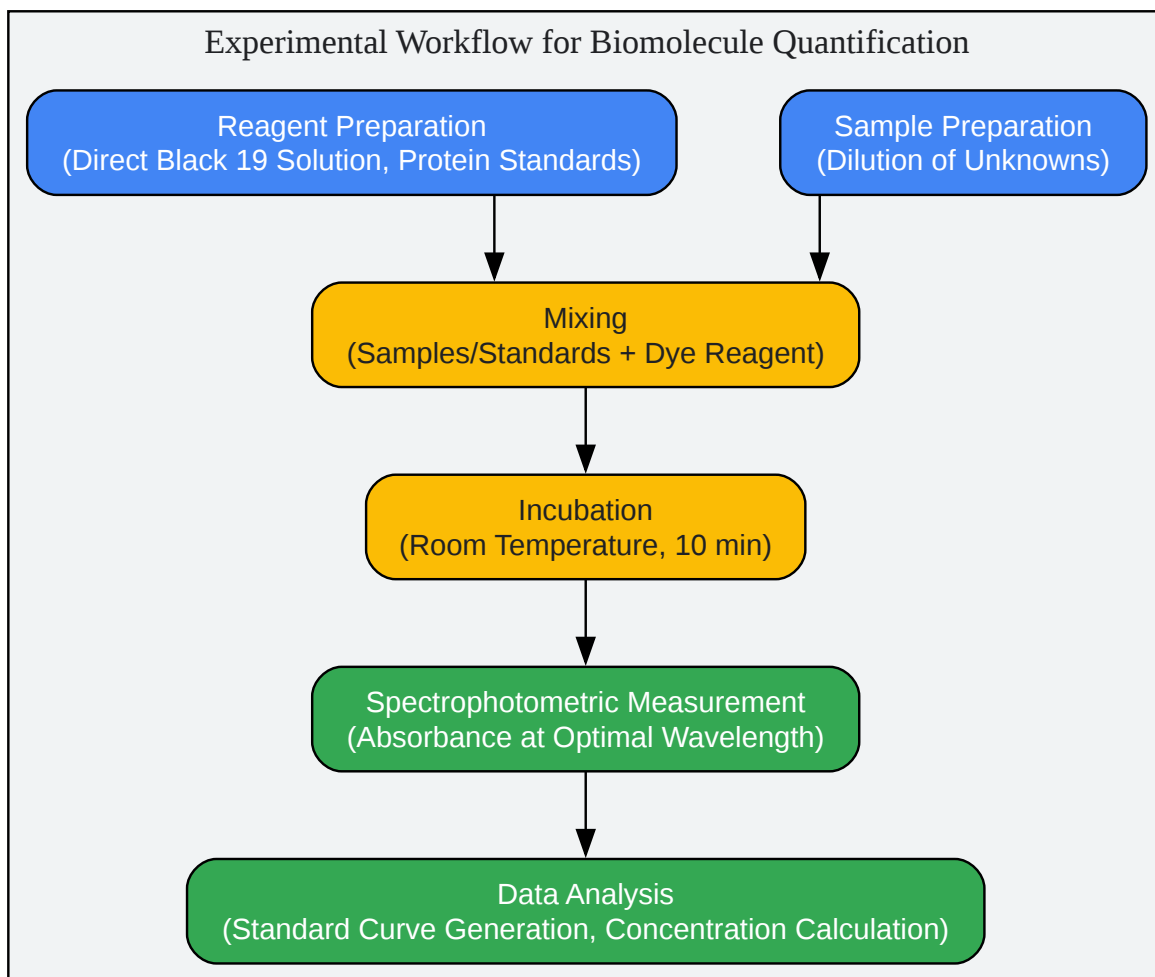 Experimental Workflow for Biomolecule Quantification
Reagent Preparation
(Direct Black 19 Solution, Protein Standards)
Sample Preparation
(Dilution of Unknowns)
Mixing
(Samples/Standards + Dye Reagent)
Incubation
(Room Temperature, 10 min)
Spectrophotometric Measurement
(Absorbance at Optimal Wavelength)
Data Analysis
(Standard Curve Generation, Concentration Calculation)